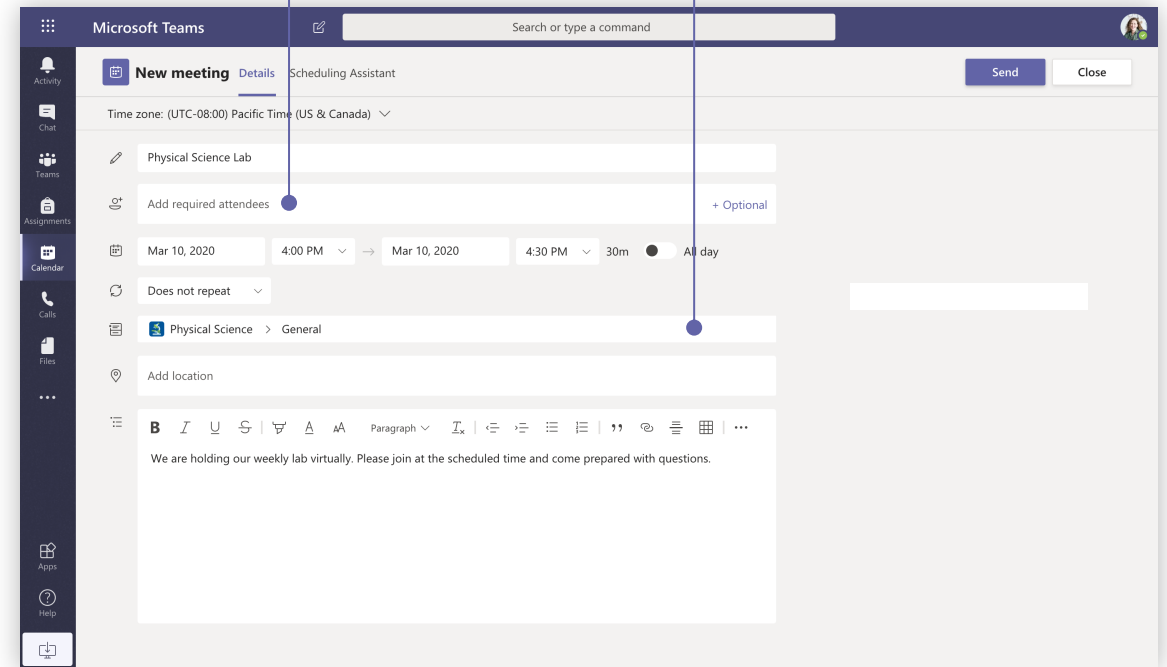 Microsoft Teams
Search or type a command
Activity
Chat
Teams
Assignments
Calendar
Calls
Files
Apps
Help
New meeting Details Scheduling Assistant
Send Close
Time zone: (UTC-08:00) Pacific Time (US & Canada)
Physical Science Lab
Add required attendees + Optional
Mar 10, 2020 4:00 PM → Mar 10, 2020 4:30 PM 30m All day
Does not repeat
Physical Science > General
Add location
B I U S A AA Paragraph Tx
We are holding our weekly lab virtually. Please join at the scheduled time and come prepared with questions.